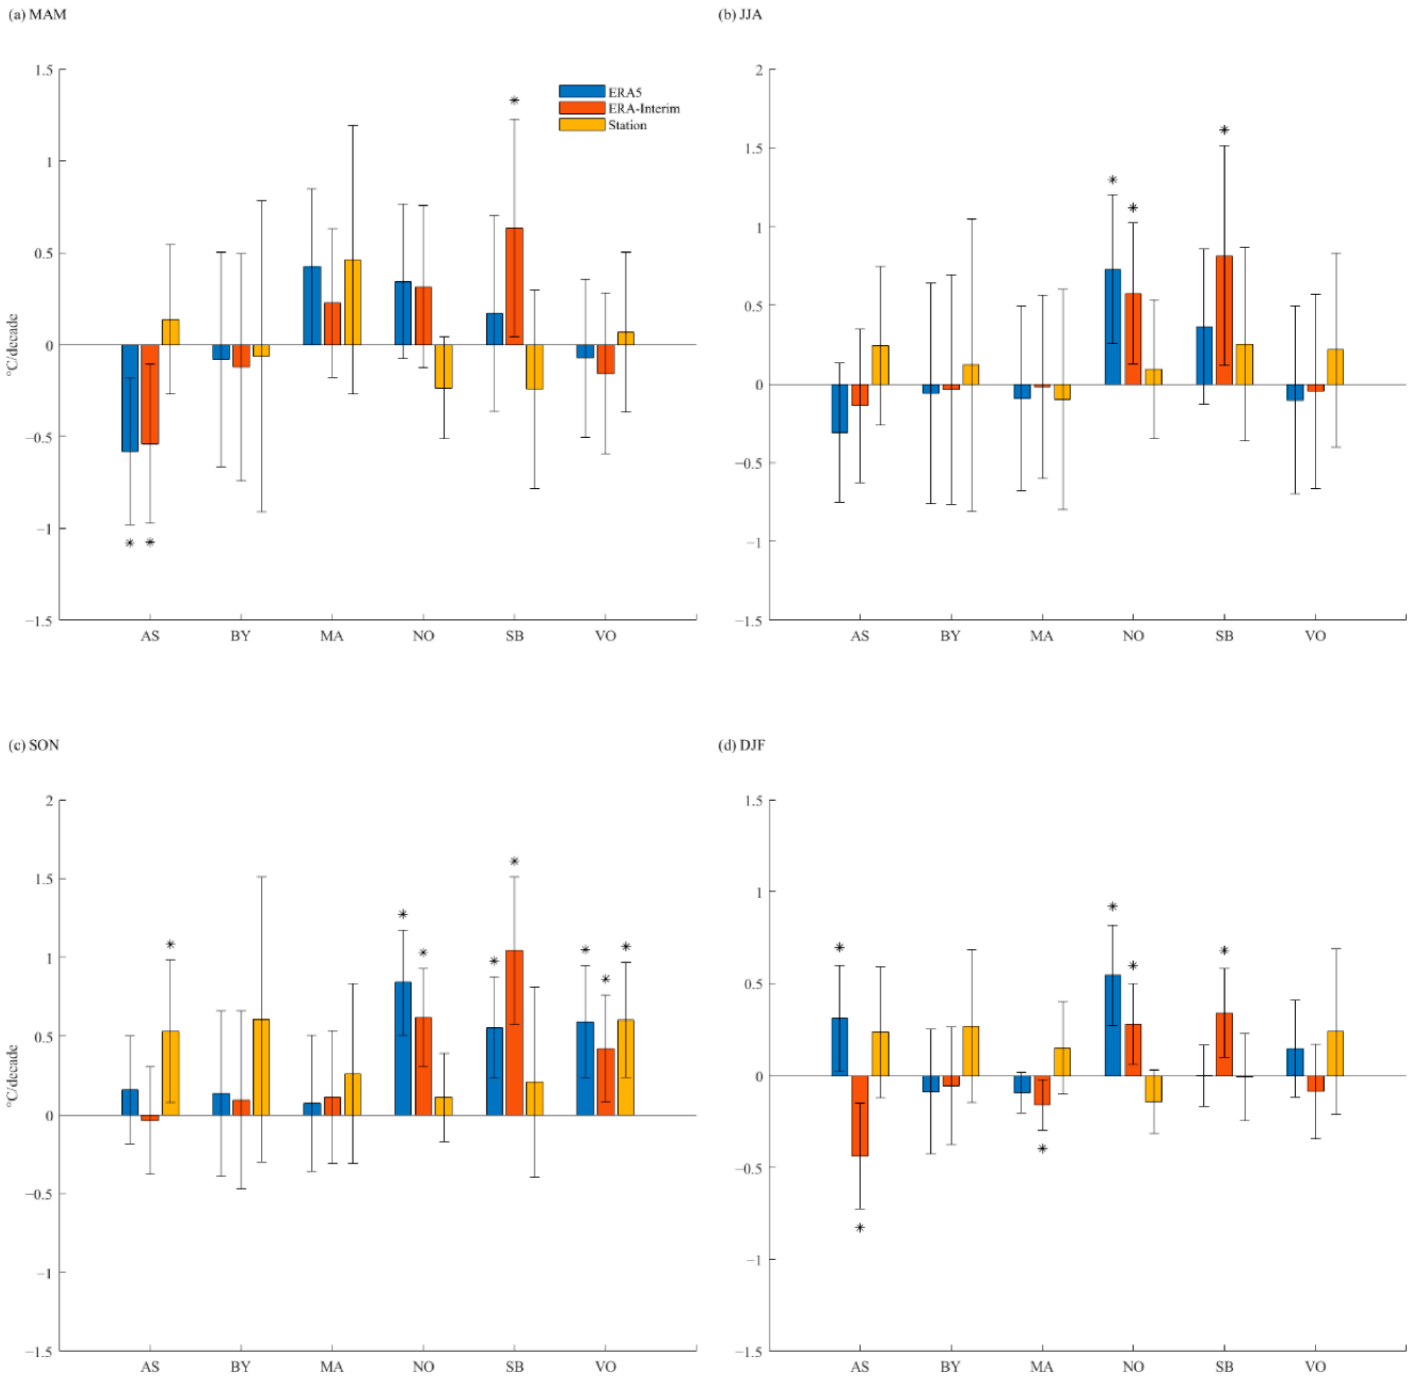 (a) MAM
1.5
1
0.5
0
−0.5
−1
−1.5
°C/decade
ERA5
ERA-Interim
Station
*
* *
AS BY MA NO SB VO
(b) JJA
2
1.5
1
0.5
0
−0.5
−1
−1.5
* * *
AS BY MA NO SB VO
(c) SON
2
1.5
1
0.5
0
−0.5
−1
−1.5
°C/decade
* * * * * * * *
AS BY MA NO SB VO
(d) DJF
1.5
1
0.5
0
−0.5
−1
−1.5
* * * *
* *
AS BY MA NO SB VO